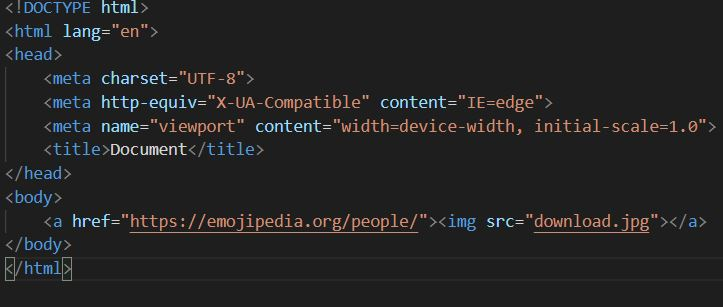 <!DOCTYPE html>
<html lang="en">
<head>
    <meta charset="UTF-8">
    <meta http-equiv="X-UA-Compatible" content="IE=edge">
    <meta name="viewport" content="width=device-width, initial-scale=1.0">
    <title>Document</title>
</head>
<body>
    <a href="https://emojipedia.org/people/"><img src="download.jpg"></a>
</body>
</html>